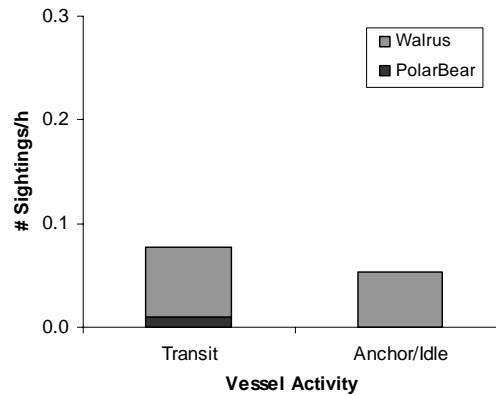 0.3
Walrus
PolarBear
0.2
# Sightings/h
0.1
0.0
Transit
Anchor/Idle
Vessel Activity